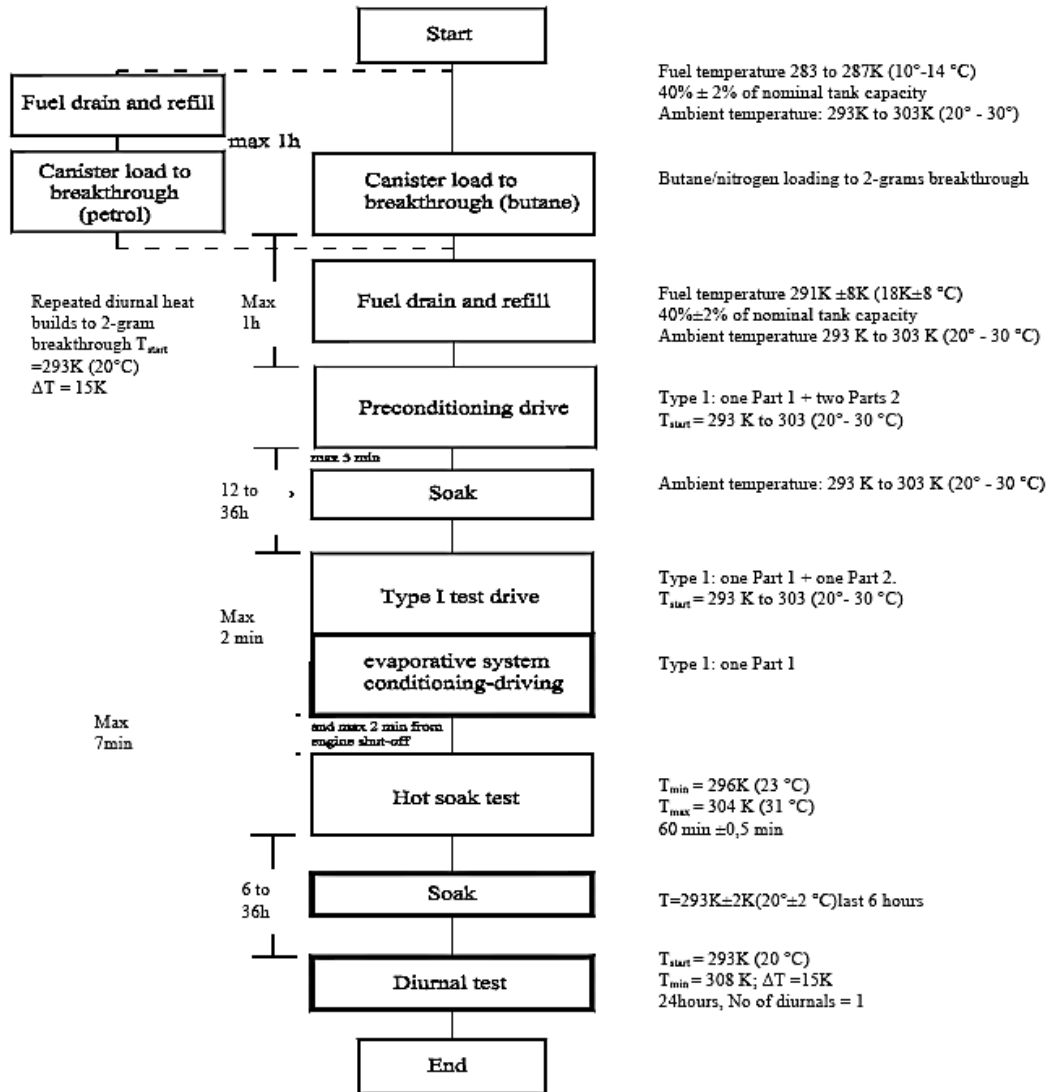 Start
Fuel temperature 283 to 287K (10°-14 °C)
40% ± 2% of nominal tank capacity
Ambient temperature: 293K to 303K (20° - 30°)
Fuel drain and refill
max 1h
Canister load to
breakthrough
(petrol)
Canister load to
breakthrough (butane)
Butane/nitrogen loading to 2-grams breakthrough
Repeated diurnal heat
builds to 2-gram
breakthrough Tstart
=293K (20°C)
ΔT = 15K
Max
1h
Fuel drain and refill
Fuel temperature 291K ±8K (18K±8 °C)
40%±2% of nominal tank capacity
Ambient temperature 293 K to 303 K (20° - 30 °C)
Preconditioning drive
Type 1: one Part 1 + two Parts 2
Tstart = 293 K to 303 (20°- 30 °C)
max 5 min
12 to
36h
Soak
Ambient temperature: 293 K to 303 K (20° - 30 °C)
Type I test drive
Type 1: one Part 1 + one Part 2.
Tstart = 293 K to 303 (20°- 30 °C)
Max
2 min
evaporative system
conditioning-driving
Type 1: one Part 1
Max
7min
and max 2 min from
engine shut-off
Hot soak test
Tmin = 296K (23 °C)
Tmax = 304 K (31 °C)
60 min ±0,5 min
6 to
36h
Soak
T=293K±2K(20°±2 °C)last 6 hours
Diurnal test
Tstart = 293K (20 °C)
Tmin = 308 K; ΔT =15K
24hours, No of diurnals = 1
End